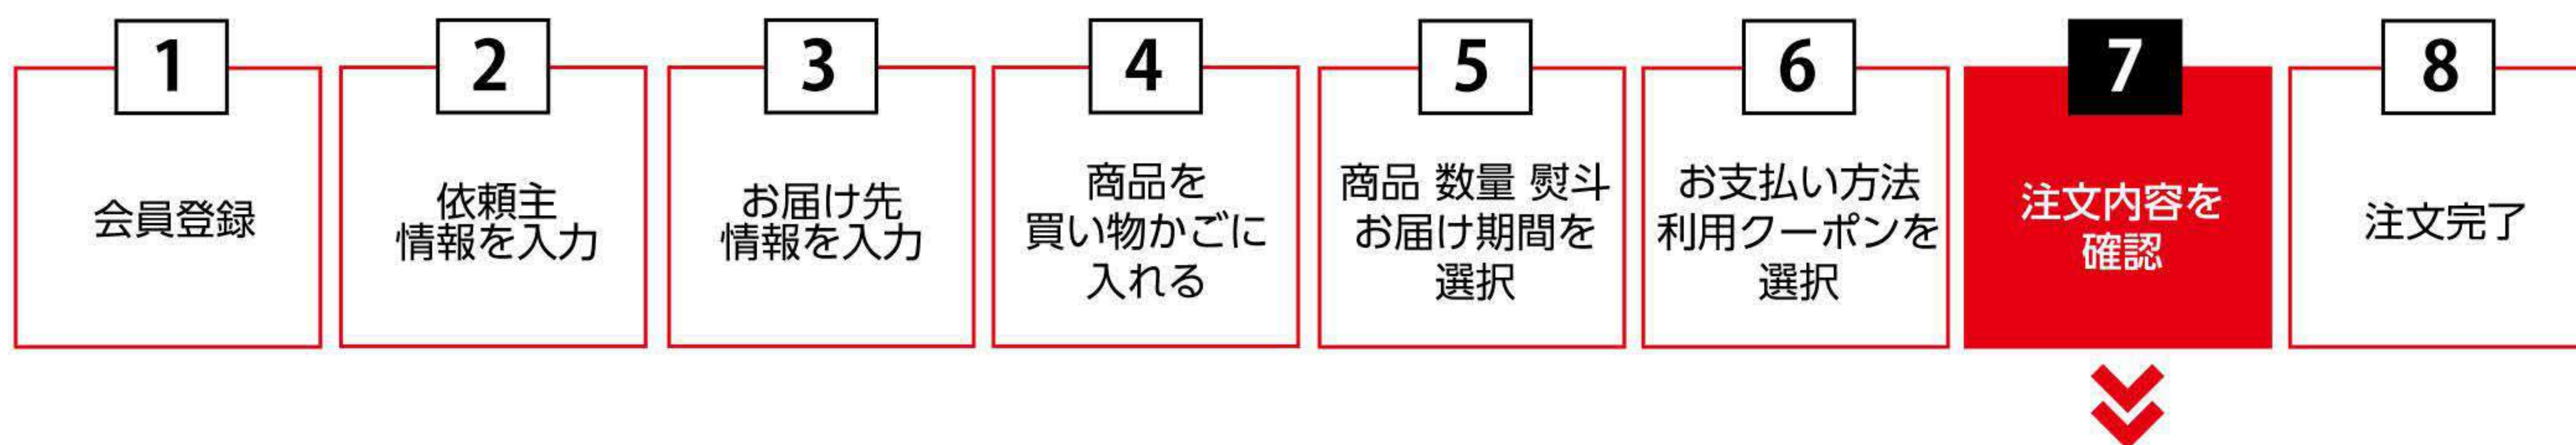 1
会員登録
2
依頼主
情報を入力
3
お届け先
情報を入力
4
商品を
買い物かごに
入れる
5
商品 数量 熨斗
お届け期間を
選択
6
お支払い方法
利用クーポンを
選択
7
注文内容を
確認
8
注文完了